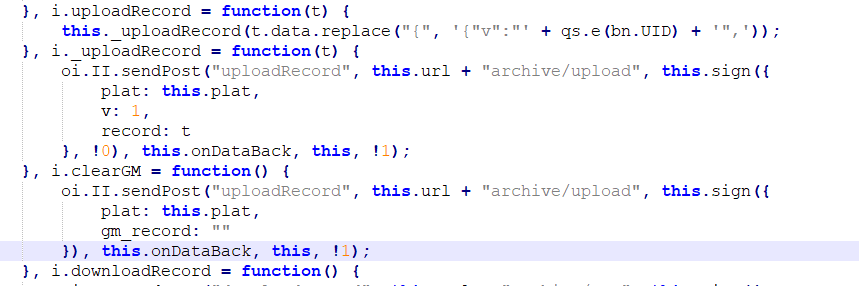 }, i.uploadRecord = function(t) {
this._uploadRecord(t.data.replace("{", '{"v":"' + qs.e(bn.UID) + '",'));
}, i._uploadRecord = function(t) {
oi.II.sendPost("uploadRecord", this.url + "archive/upload", this.sign({
plat: this.plat,
v: 1,
record: t
}, !0), this.onDataBack, this, !1);
}, i.clearGM = function() {
oi.II.sendPost("uploadRecord", this.url + "archive/upload", this.sign({
plat: this.plat,
gm_record: ""
}), this.onDataBack, this, !1);
}, i.downloadRecord = function() {